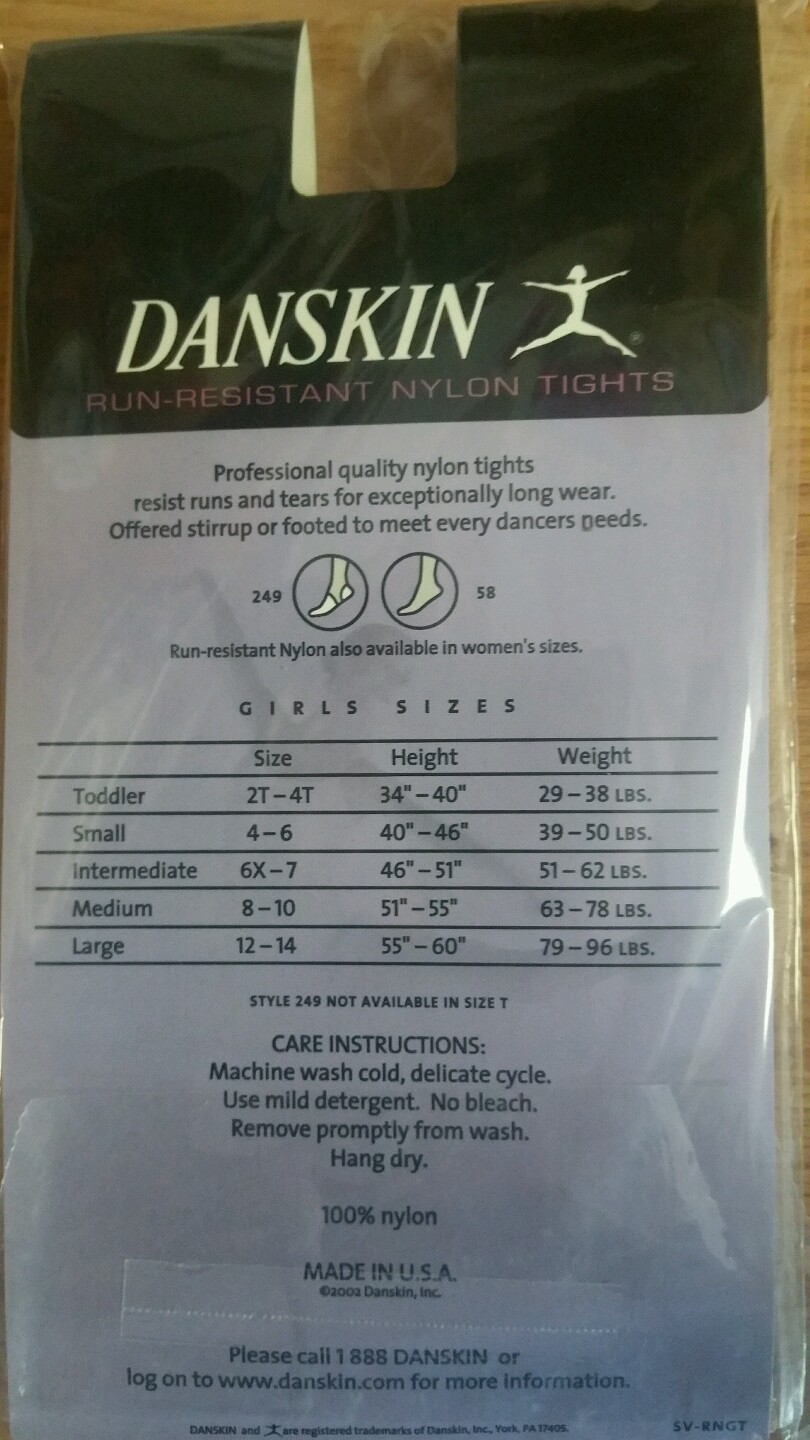 DANSKIN ®
RUN-RESISTANT NYLON TIGHTS
Professional quality nylon tights
resist runs and tears for exceptionally long wear.
Offered stirrup or footed to meet every dancers needs.
249 58
Run-resistant Nylon also available in women's sizes.
GIRLS SIZES
Size Height Weight
Toddler 2T–4T 34"–40" 29–38 LBS.
Small 4–6 40"–46" 39–50 LBS.
Intermediate 6X–7 46"–51" 51–62 LBS.
Medium 8–10 51"–55" 63–78 LBS.
Large 12–14 55"–60" 79–96 LBS.
STYLE 249 NOT AVAILABLE IN SIZE T
CARE INSTRUCTIONS:
Machine wash cold, delicate cycle.
Use mild detergent. No bleach.
Remove promptly from wash.
Hang dry.
100% nylon
MADE IN U.S.A.
©2002 Danskin, Inc.
Please call 1 888 DANSKIN or
log on to www.danskin.com for more information.
DANSKIN and are registered trademarks of Danskin, Inc., York, PA 17405.
SV-RNGT